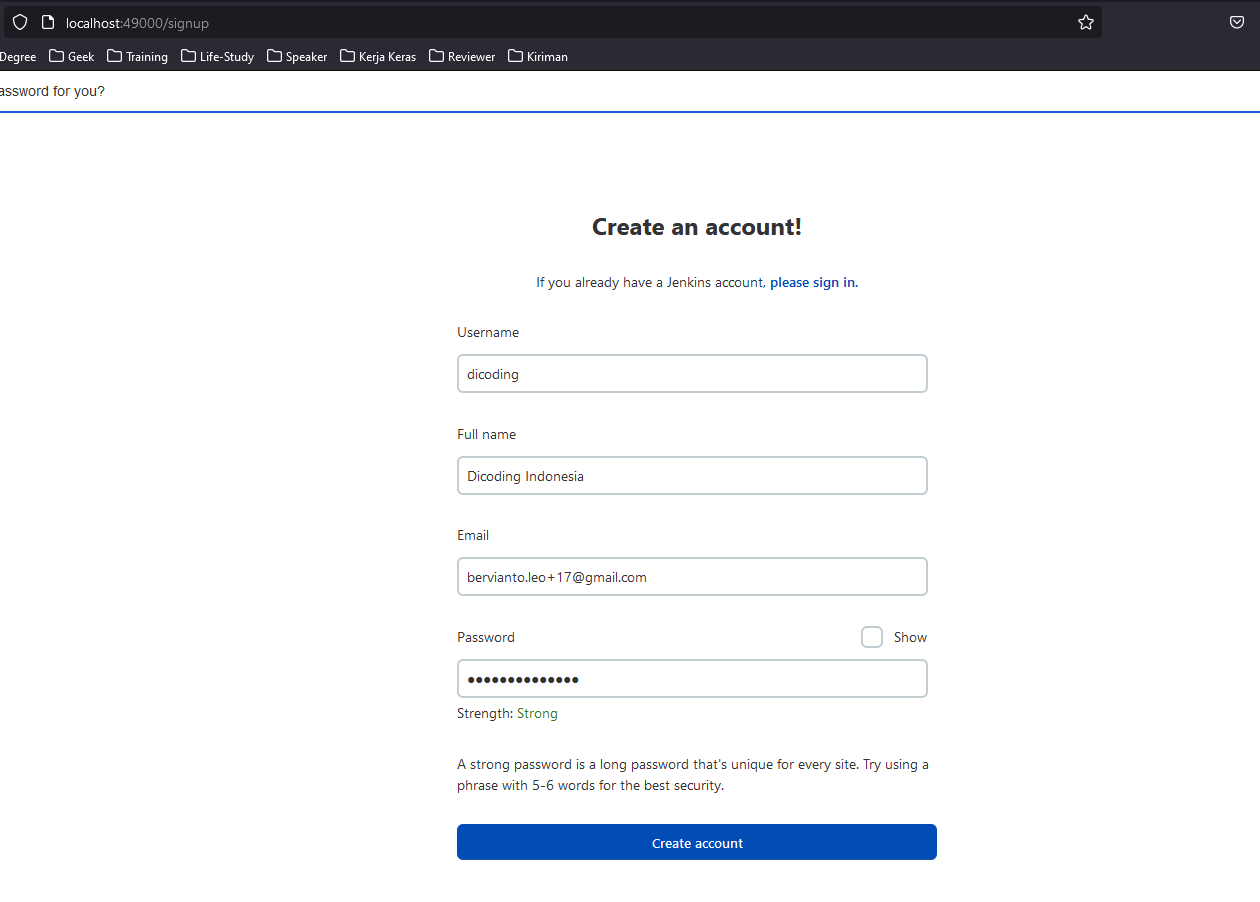 localhost:49000/signup
Degree Geek Training Life-Study Speaker Kerja Keras Reviewer Kiriman
assword for you?
Create an account!
If you already have a Jenkins account, please sign in.
Username
dicoding
Full name
Dicoding Indonesia
Email
bervianto.leo+17@gmail.com
Password Show
••••••••••••••
Strength: Strong
A strong password is a long password that's unique for every site. Try using a
phrase with 5-6 words for the best security.
Create account